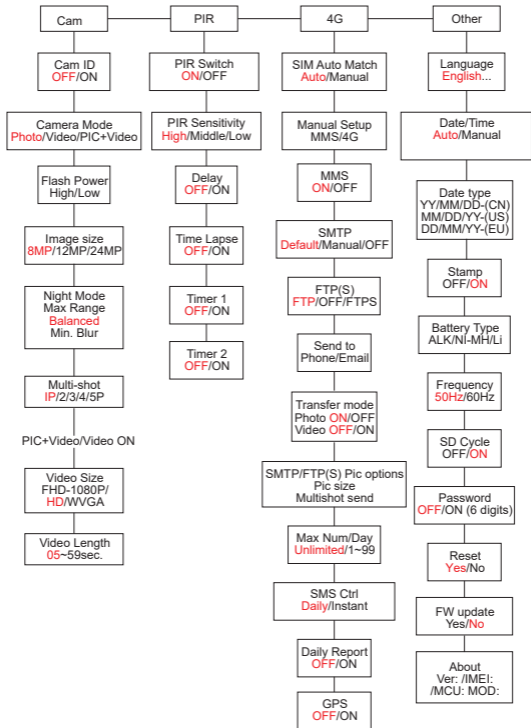 Cam
PIR
4G
Other
Cam ID
OFF/ON
Camera Mode
Photo/Video/PIC+Video
Flash Power
High/Low
Image size
8MP/12MP/24MP
Night Mode
Max Range
Balanced
Min. Blur
Multi-shot
IP/2/3/4/5P
PIC+Video/Video ON
Video Size
FHD-1080P/
HD/WVGA
Video Length
05~59sec.
PIR Switch
ON/OFF
PIR Sensitivity
High/Middle/Low
Delay
OFF/ON
Time Lapse
OFF/ON
Timer 1
OFF/ON
Timer 2
OFF/ON
SIM Auto Match
Auto/Manual
Manual Setup
MMS/4G
MMS
ON/OFF
SMTP
Default/Manual/OFF
FTP(S)
FTP/OFF/FTPS
Send to
Phone/Email
Transfer mode
Photo ON/OFF
Video OFF/ON
SMTP/FTP(S) Pic options
Pic size
Multishot send
Max Num/Day
Unlimited/1~99
SMS Ctrl
Daily/Instant
Daily Report
OFF/ON
GPS
OFF/ON
Language
English...
Date/Time
Auto/Manual
Date type
YY/MM/DD-(CN)
MM/DD/YY-(US)
DD/MM/YY-(EU)
Stamp
OFF/ON
Battery Type
ALK/NI-MH/Li
Frequency
50Hz/60Hz
SD Cycle
OFF/ON
Password
OFF/ON (6 digits)
Reset
Yes/No
FW update
Yes/No
About
Ver: /IMEI:
/MCU: MOD: